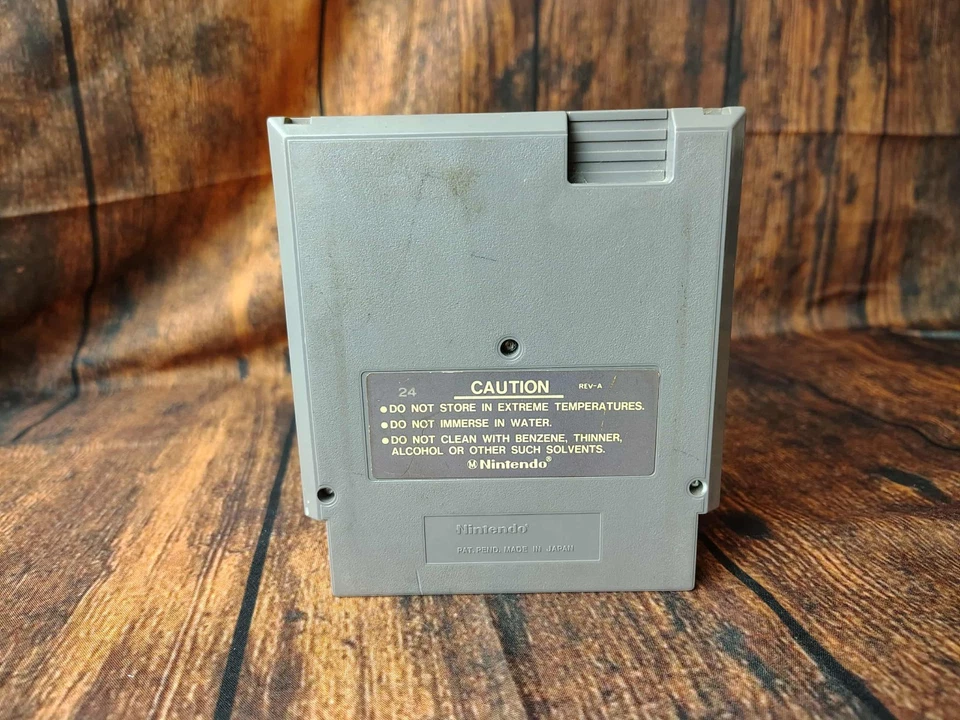 24 CAUTION REV-A
●DO NOT STORE IN EXTREME TEMPERATURES.
●DO NOT IMMERSE IN WATER.
●DO NOT CLEAN WITH BENZENE, THINNER,
ALCOHOL OR OTHER SUCH SOLVENTS.
Ⓜ Nintendo®
Nintendo®
PAT. PEND. MADE IN JAPAN